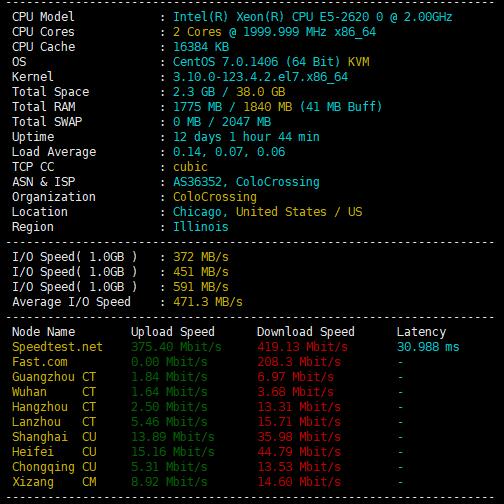 CPU Model : Intel(R) Xeon(R) CPU E5-2620 0 @ 2.00GHz
CPU Cores : 2 Cores @ 1999.999 MHz x86_64
CPU Cache : 16384 KB
OS : CentOS 7.0.1406 (64 Bit) KVM
Kernel : 3.10.0-123.4.2.el7.x86_64
Total Space : 2.3 GB / 38.0 GB
Total RAM : 1775 MB / 1840 MB (41 MB Buff)
Total SWAP : 0 MB / 2047 MB
Uptime : 12 days 1 hour 44 min
Load Average : 0.14, 0.07, 0.06
TCP CC : cubic
ASN & ISP : AS36352, ColoCrossing
Organization : ColoCrossing
Location : Chicago, United States / US
Region : Illinois
I/O Speed( 1.0GB ) : 372 MB/s
I/O Speed( 1.0GB ) : 451 MB/s
I/O Speed( 1.0GB ) : 591 MB/s
Average I/O Speed : 471.3 MB/s
Node Name Upload Speed Download Speed Latency
Speedtest.net 375.40 Mbit/s 419.13 Mbit/s 30.988 ms
Fast.com 0.00 Mbit/s 208.3 Mbit/s -
Guangzhou CT 1.84 Mbit/s 6.97 Mbit/s -
Wuhan CT 1.64 Mbit/s 3.68 Mbit/s -
Hangzhou CT 2.50 Mbit/s 13.31 Mbit/s -
Lanzhou CT 5.46 Mbit/s 15.71 Mbit/s -
Shanghai CU 13.89 Mbit/s 35.98 Mbit/s -
Heifei CU 15.16 Mbit/s 44.79 Mbit/s -
Chongqing CU 5.31 Mbit/s 13.53 Mbit/s -
Xizang CM 8.92 Mbit/s 14.60 Mbit/s -